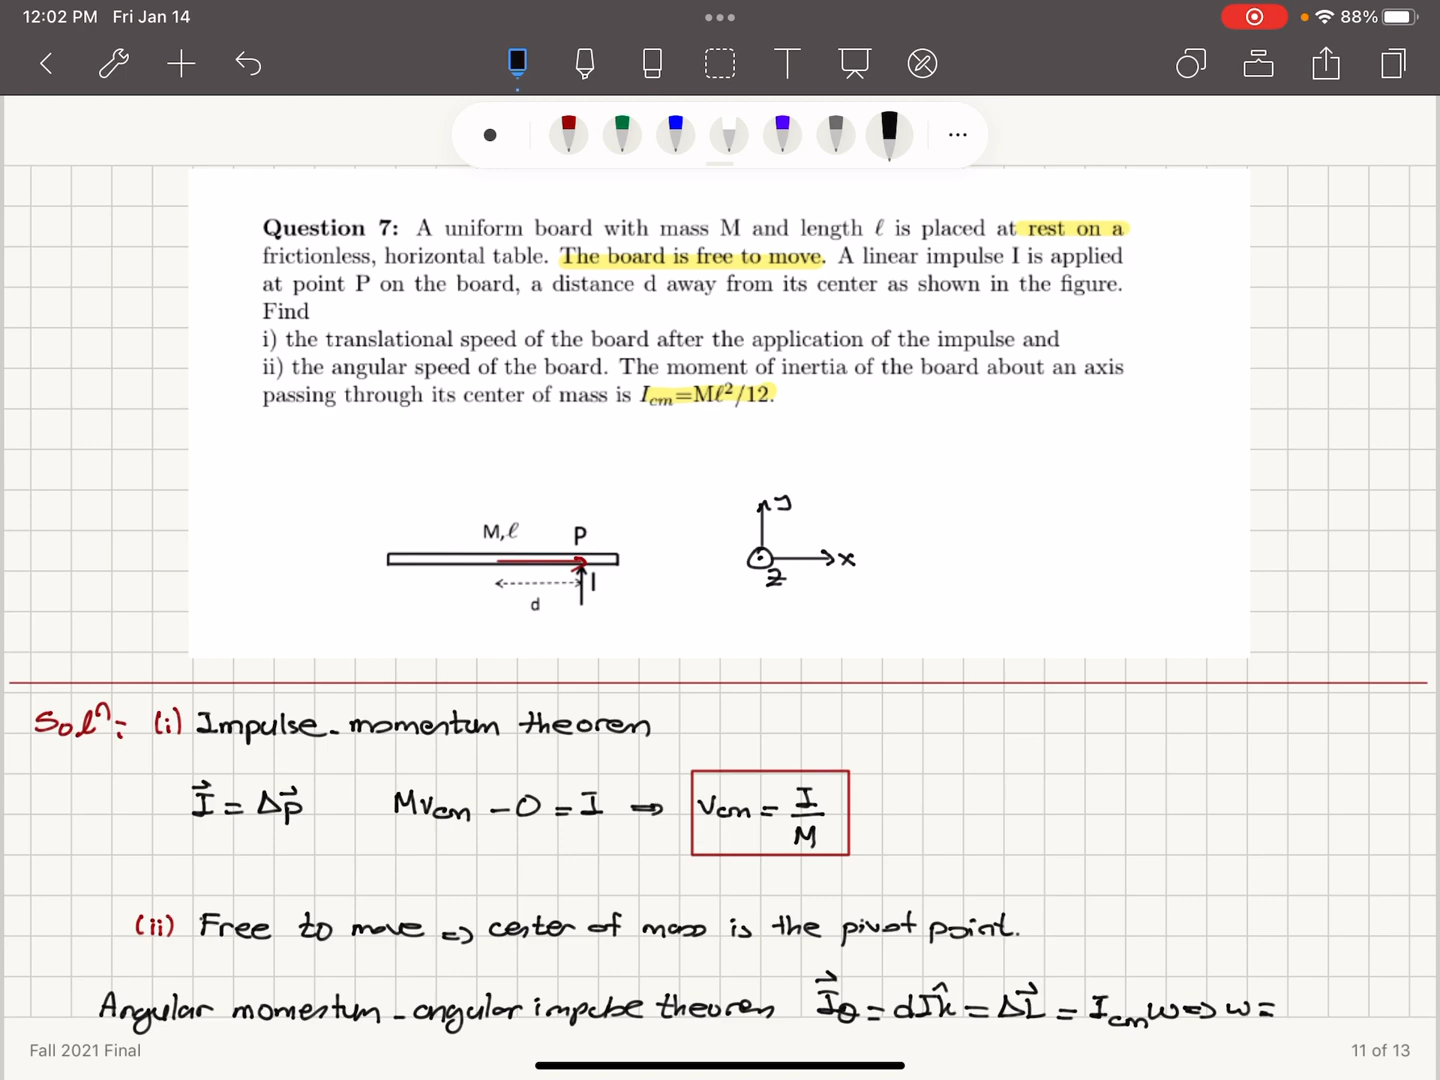 12:02 PM Fri Jan 14
88%
Question 7: A uniform board with mass M and length ℓ is placed at rest on a
frictionless, horizontal table. The board is free to move. A linear impulse I is applied
at point P on the board, a distance d away from its center as shown in the figure.
Find
i) the translational speed of the board after the application of the impulse and
ii) the angular speed of the board. The moment of inertia of the board about an axis
passing through its center of mass is I_cm=Mℓ²/12.
M,ℓ P
I
d
y
x
z
Solⁿ: (i) Impulse-momentum theorem
I⃗ = Δp⃗ Mv_cm - 0 = I ⇒ v_cm = I/M
(ii) Free to move ⇒ center of mass is the pivot point.
Angular momentum-angular impulse theorem I⃗_θ = dI k̂ = ΔL⃗ = I_cm ω ⇒ ω =
Fall 2021 Final
11 of 13